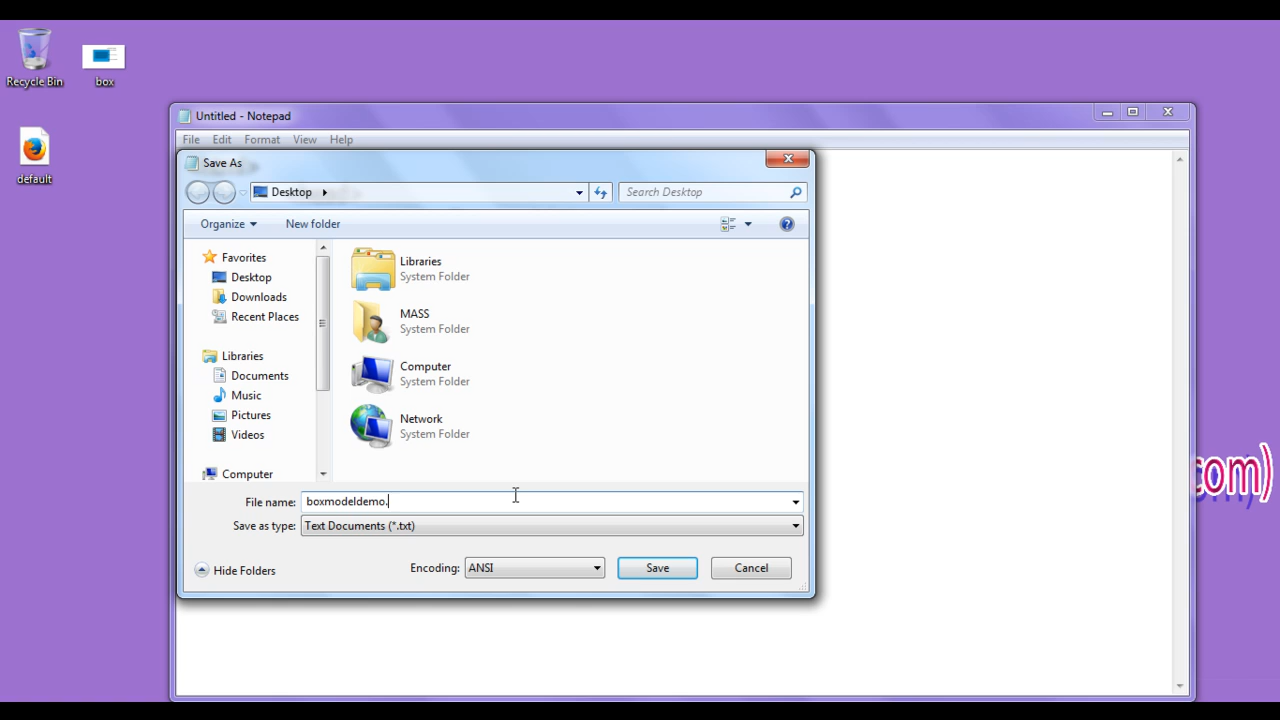 Recycle Bin
box
default
Untitled - Notepad
File Edit Format View Help
Save As
Desktop
Search Desktop
Organize
New folder
Favorites
Desktop
Downloads
Recent Places
Libraries
Documents
Music
Pictures
Videos
Computer
Libraries
System Folder
MASS
System Folder
Computer
System Folder
Network
System Folder
File name: boxmodeldemo.
Save as type: Text Documents (*.txt)
Hide Folders
Encoding: ANSI
Save
Cancel
com)